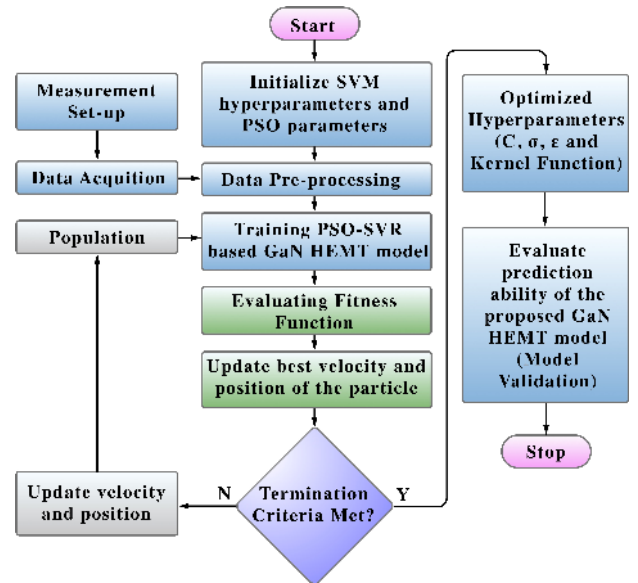 Start
Initialize SVM
hyperparameters and
PSO parameters
Measurement
Set-up
Data Acquition
Data Pre-processing
Population
Training PSO-SVR
based GaN HEMT model
Evaluating Fitness
Function
Update best velocity and
position of the particle
Termination
Criteria Met?
N
Y
Update velocity
and position
Optimized
Hyperparameters
(C, σ, ε and
Kernel Function)
Evaluate
prediction
ability of the
proposed GaN
HEMT model
(Model
Validation)
Stop